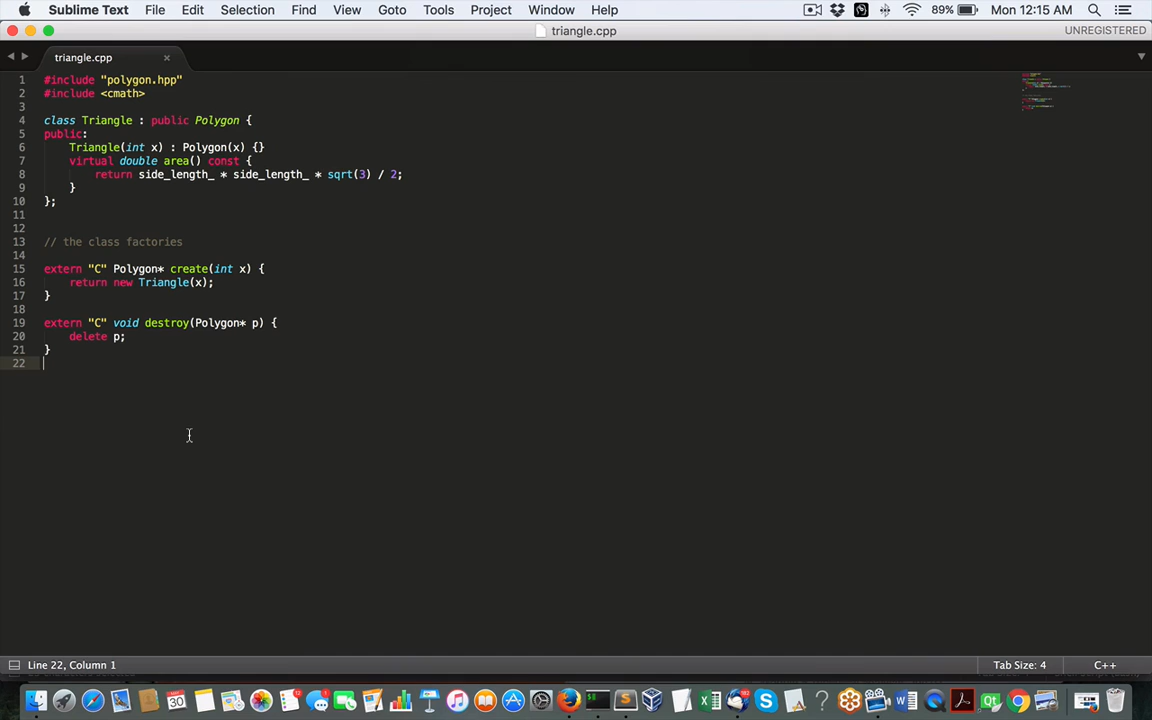 Sublime Text File Edit Selection Find View Goto Tools Project Window Help 89% Mon 12:15 AM
triangle.cpp UNREGISTERED
triangle.cpp ×
1 #include "polygon.hpp"
2 #include <cmath>
3
4 class Triangle : public Polygon {
5 public:
6 Triangle(int x) : Polygon(x) {}
7 virtual double area() const {
8 return side_length_ * side_length_ * sqrt(3) / 2;
9 }
10 };
11
12
13 // the class factories
14
15 extern "C" Polygon* create(int x) {
16 return new Triangle(x);
17 }
18
19 extern "C" void destroy(Polygon* p) {
20 delete p;
21 }
22
Line 22, Column 1 Tab Size: 4 C++